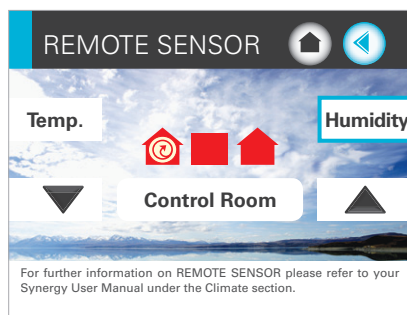 REMOTE SENSOR
Temp.
Humidity
Control Room
For further information on REMOTE SENSOR please refer to your
Synergy User Manual under the Climate section.